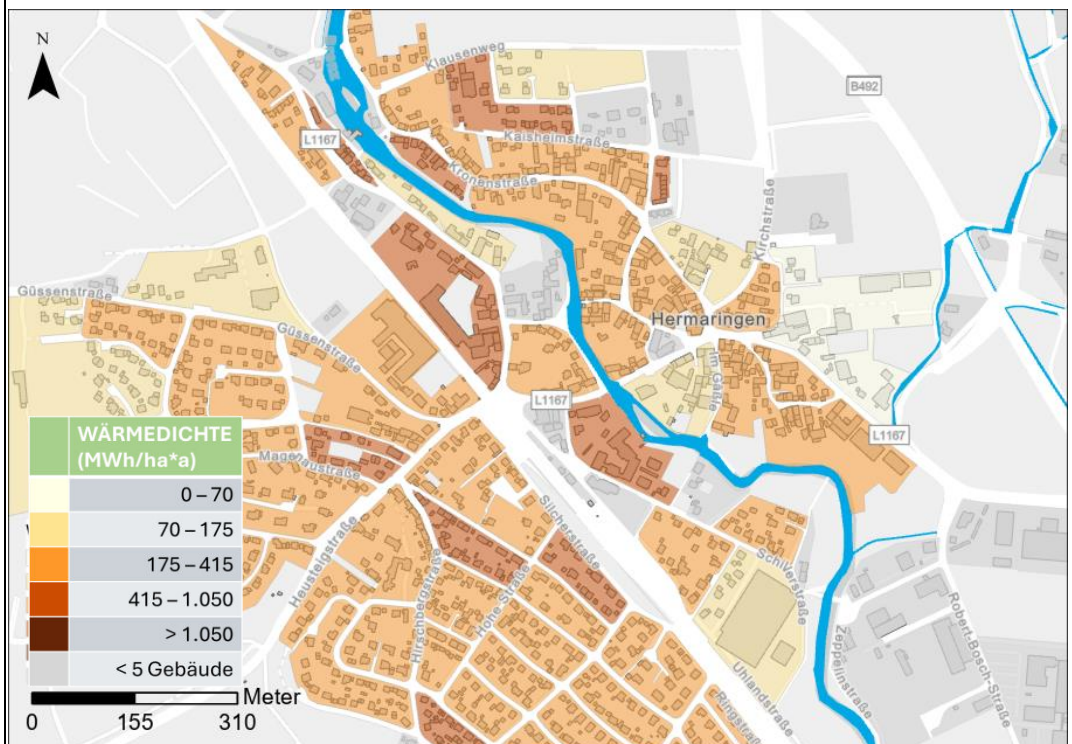 N
Klausenweg
B492
L1167
Kaisheimstraße
Kronenstraße
Kirchstraße
Güssenstraße
Hermaringen
Güssenstraße
Im Gäßle
L1167
L1167
WÄRMEDICHTE
(MWh/ha*a)
0 – 70
70 – 175
175 – 415
415 – 1.050
> 1.050
< 5 Gebäude
Magenaustraße
Silcherstraße
Heusteigstraße
Hirschbergstraße
Hohe Straße
Schillerstraße
Zeppelinstraße
Robert-Bosch-Straße
Uhlandstraße
Ringstraße
Meter
0 155 310